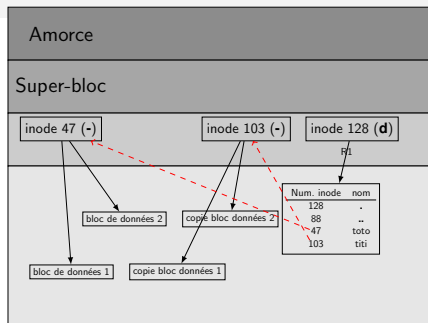 Amorce
Super-bloc
inode 47 (-)
inode 103 (-)
inode 128 (d)
R1
Num. inode nom
128 .
88 ..
47 toto
103 titi
bloc de données 2
copie bloc données 2
bloc de données 1
copie bloc données 1